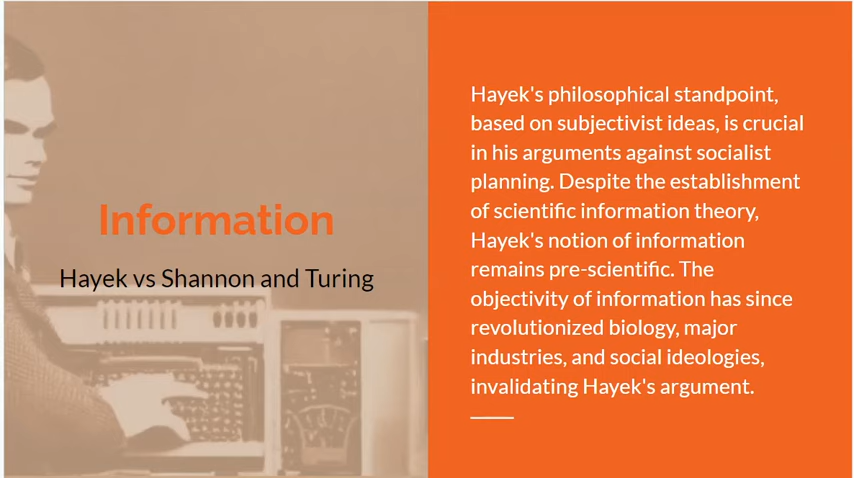 Information
Hayek vs Shannon and Turing
Hayek's philosophical standpoint,
based on subjectivist ideas, is crucial
in his arguments against socialist
planning. Despite the establishment
of scientific information theory,
Hayek's notion of information
remains pre-scientific. The
objectivity of information has since
revolutionized biology, major
industries, and social ideologies,
invalidating Hayek's argument.